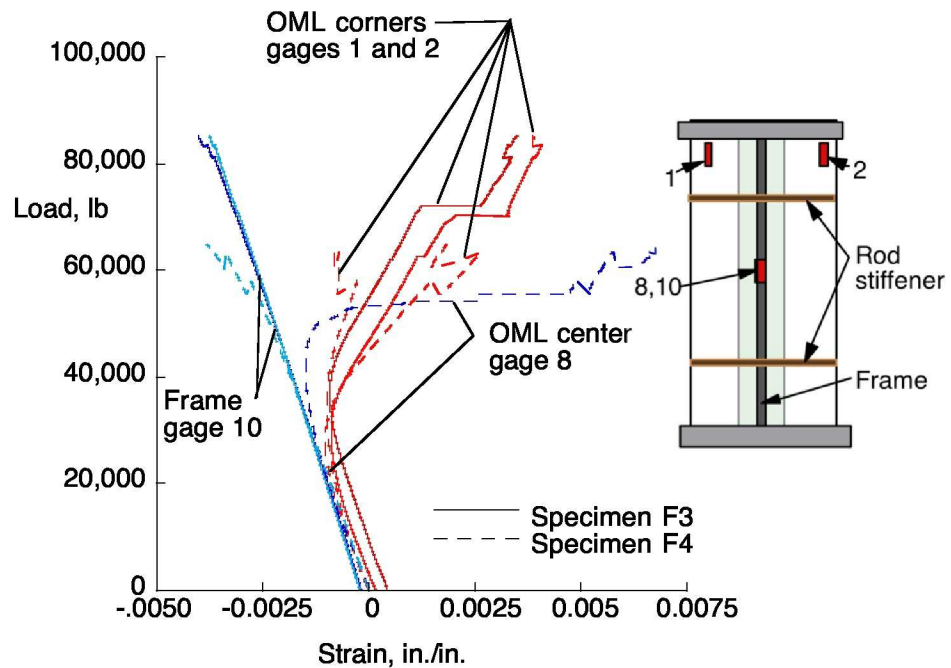 OML corners
gages 1 and 2
100,000
80,000
Load, lb
60,000
40,000
20,000
0
-.0050
-0.0025
0
0.0025
0.005
0.0075
Strain, in./in.
OML center
gage 8
Frame
gage 10
Specimen F3
Specimen F4
1
2
8,10
Rod
stiffener
Frame